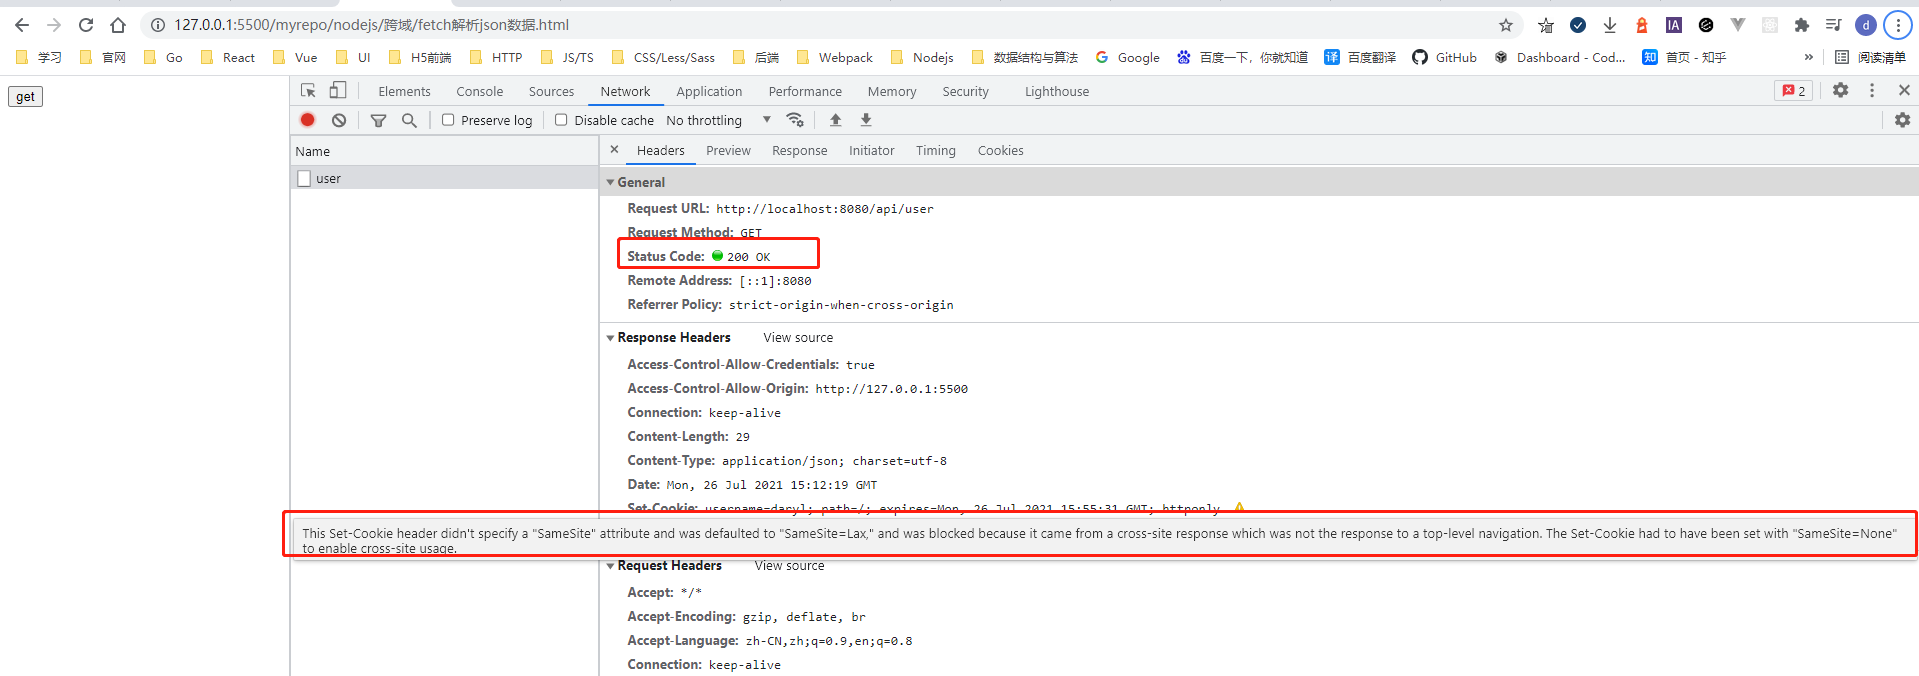 127.0.0.1:5500/myrepo/nodejs/跨域/fetch解析json数据.html
IA
d
学习 官网 Go React Vue UI H5前端 HTTP JS/TS CSS/Less/Sass 后端 Webpack Nodejs 数据结构与算法 Google 百度一下，你就知道 译 百度翻译 GitHub Dashboard - Cod... 知 首页 - 知乎 » 阅读清单
get
Elements Console Sources Network Application Performance Memory Security Lighthouse 2
Preserve log Disable cache No throttling
Name
Headers Preview Response Initiator Timing Cookies
user
General
Request URL: http://localhost:8080/api/user
Request Method: GET
Status Code: 200 OK
Remote Address: [::1]:8080
Referrer Policy: strict-origin-when-cross-origin
Response Headers View source
Access-Control-Allow-Credentials: true
Access-Control-Allow-Origin: http://127.0.0.1:5500
Connection: keep-alive
Content-Length: 29
Content-Type: application/json; charset=utf-8
Date: Mon, 26 Jul 2021 15:12:19 GMT
Set-Cookie: username=daryl; path=/; expires=Mon, 26 Jul 2021 15:55:31 GMT; httponly
This Set-Cookie header didn't specify a "SameSite" attribute and was defaulted to "SameSite=Lax," and was blocked because it came from a cross-site response which was not the response to a top-level navigation. The Set-Cookie had to have been set with "SameSite=None"
to enable cross-site usage.
Request Headers View source
Accept: */*
Accept-Encoding: gzip, deflate, br
Accept-Language: zh-CN,zh;q=0.9,en;q=0.8
Connection: keep-alive